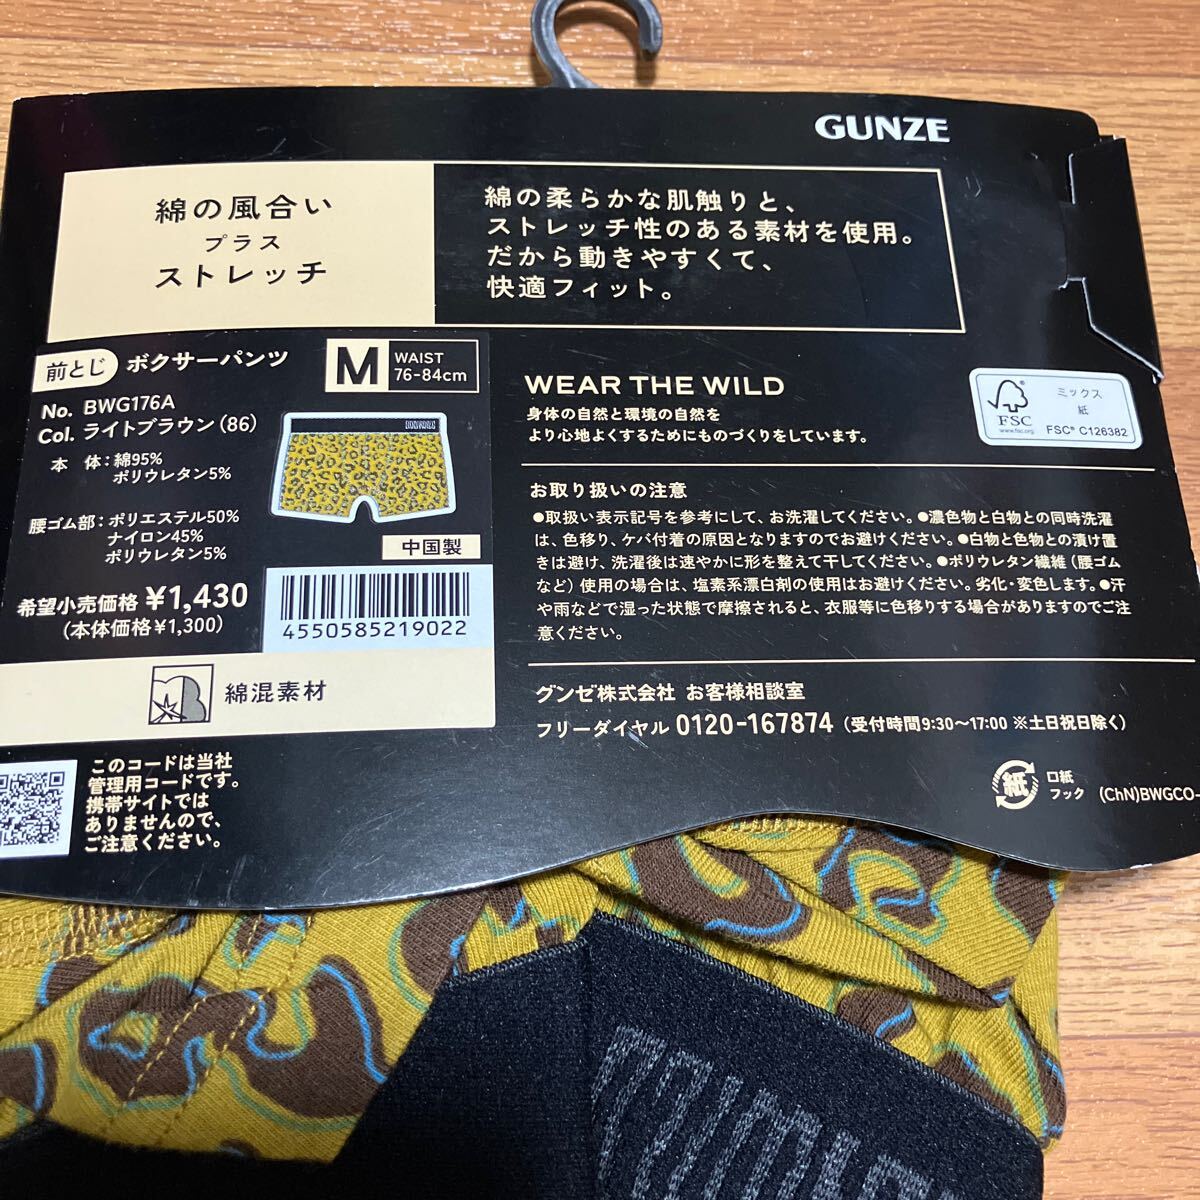 GUNZE
綿の風合い
プラス
ストレッチ
綿の柔らかな肌触りと、
ストレッチ性のある素材を使用。
だから動きやすくて、
快適フィット。
前とじ ボクサーパンツ
M WAIST
76-84cm
No. BWG176A
Col. ライトブラウン(86)
本 体:綿95%
ポリウレタン5%
腰ゴム部:ポリエステル50%
ナイロン45%
ポリウレタン5%
中国製
希望小売価格 ¥1,430
(本体価格¥1,300)
4550585219022
綿混素材
このコードは当社
管理用コードです。
携帯サイトでは
ありませんので、
ご注意ください。
WEAR THE WILD
身体の自然と環境の自然を
より心地よくするためにものづくりをしています。
FSC
www.fsc.org
ミックス
紙
FSC® C126382
お取り扱いの注意
●取扱い表示記号を参考にして、お洗濯してください。●濃色物と白物との同時洗濯
は、色移り、ケバ付着の原因となりますのでお避けください。●白物と色物との漬け置
きは避け、洗濯後は速やかに形を整えて干してください。●ポリウレタン繊維(腰ゴム
など)使用の場合は、塩素系漂白剤の使用はお避けください。劣化・変色します。●汗
や雨などで湿った状態で摩擦されると、衣服等に色移りする場合がありますのでご注
意ください。
グンゼ株式会社 お客様相談室
フリーダイヤル 0120-167874 (受付時間9:30〜17:00 ※土日祝日除く)
紙
口紙
フック
(ChN)BWGCO-